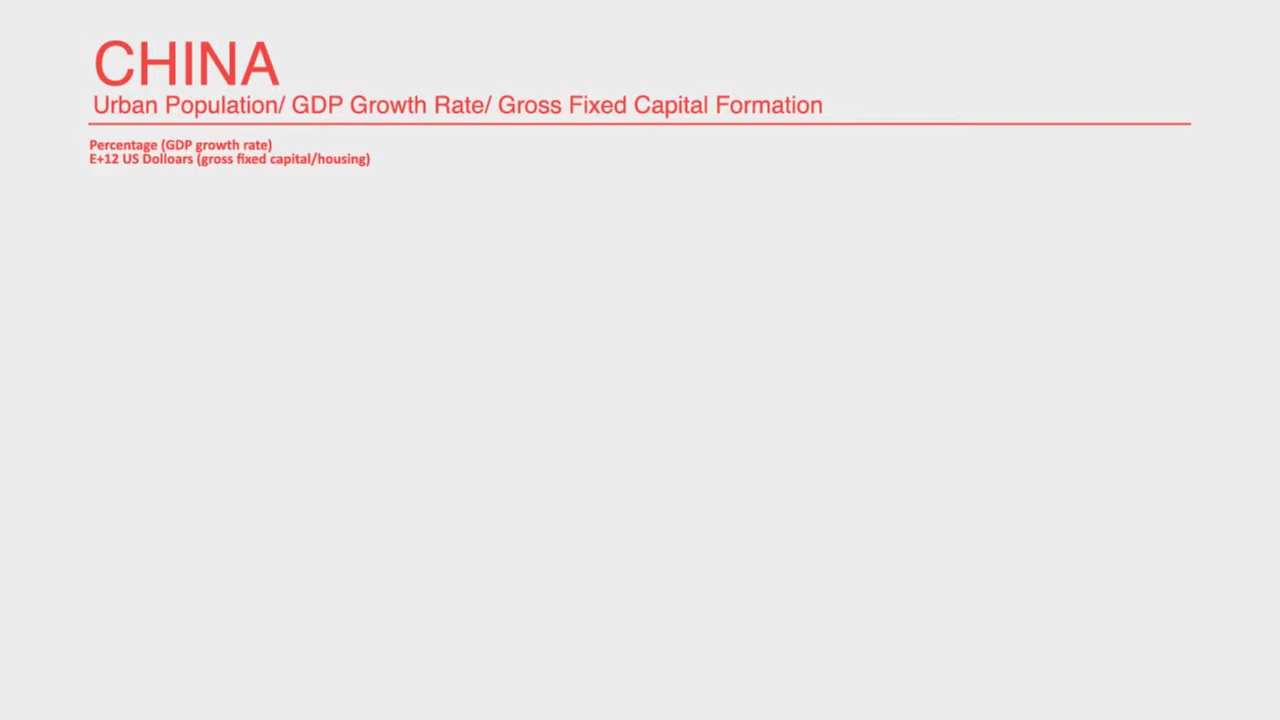 CHINA
Urban Population/ GDP Growth Rate/ Gross Fixed Capital Formation
Percentage (GDP growth rate)
E+12 US Dolloars (gross fixed capital/housing)